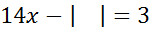 14x − |  | = 3